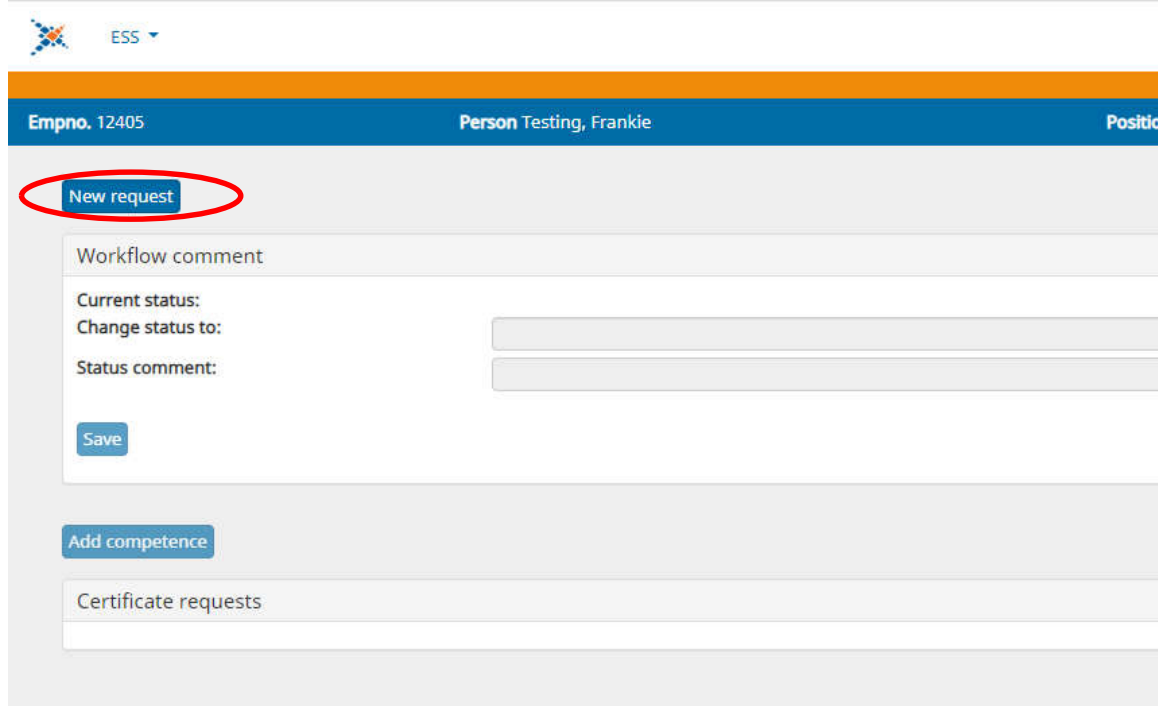 ESS
Empno. 12405 Person Testing, Frankie Positic
New request
Workflow comment
Current status:
Change status to:
Status comment:
Save
Add competence
Certificate requests